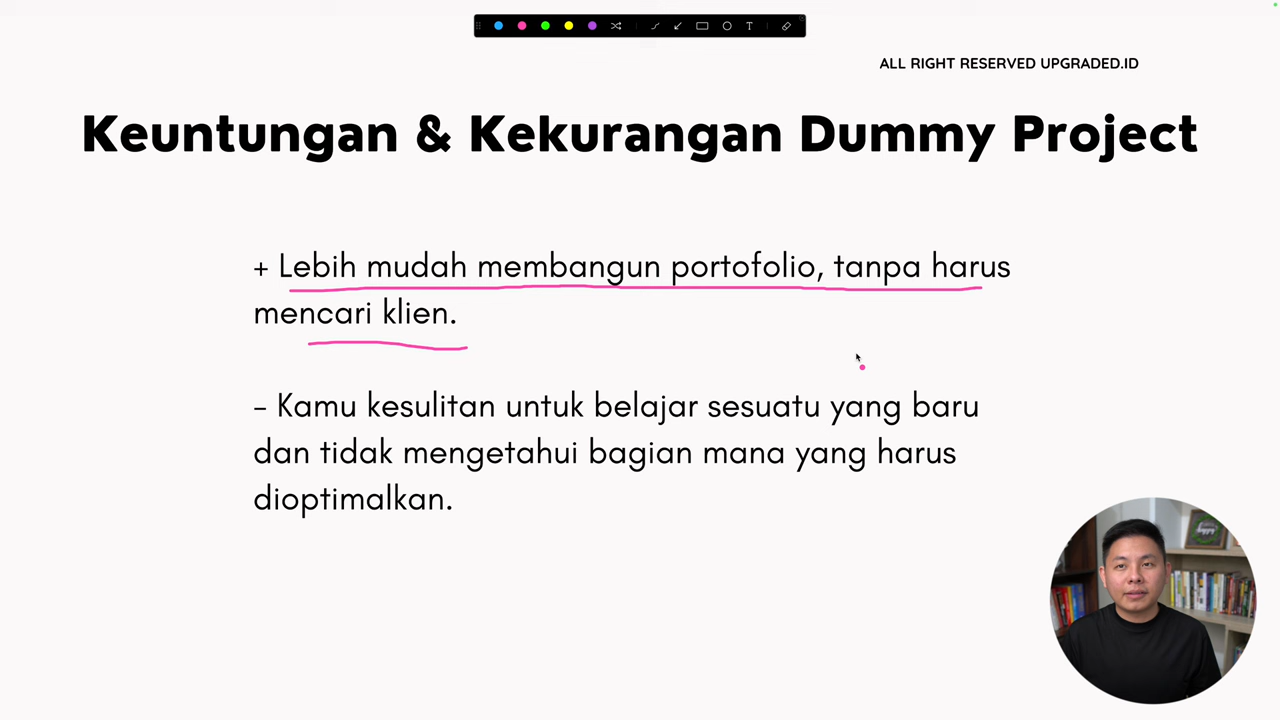 ALL RIGHT RESERVED UPGRADED.ID
Keuntungan & Kekurangan Dummy Project
+ Lebih mudah membangun portofolio, tanpa harus
mencari klien.
- Kamu kesulitan untuk belajar sesuatu yang baru
dan tidak mengetahui bagian mana yang harus
dioptimalkan.